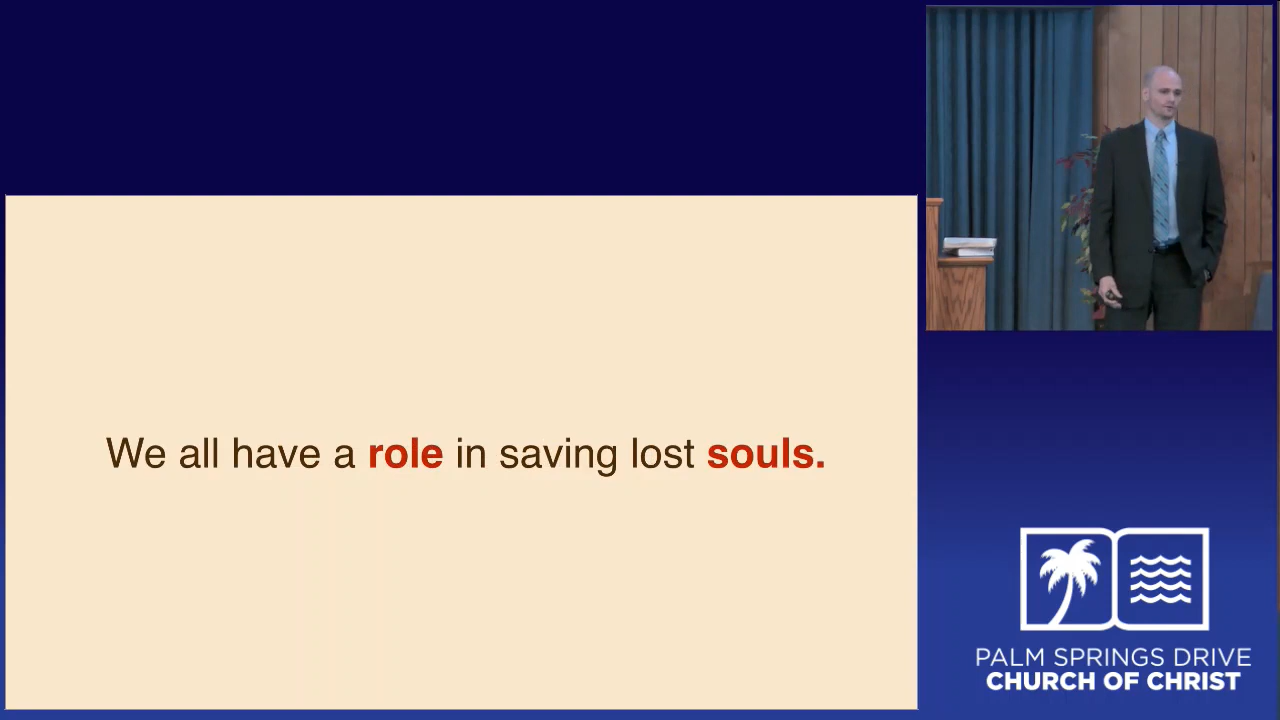 We all have a role in saving lost souls.
PALM SPRINGS DRIVE
CHURCH OF CHRIST